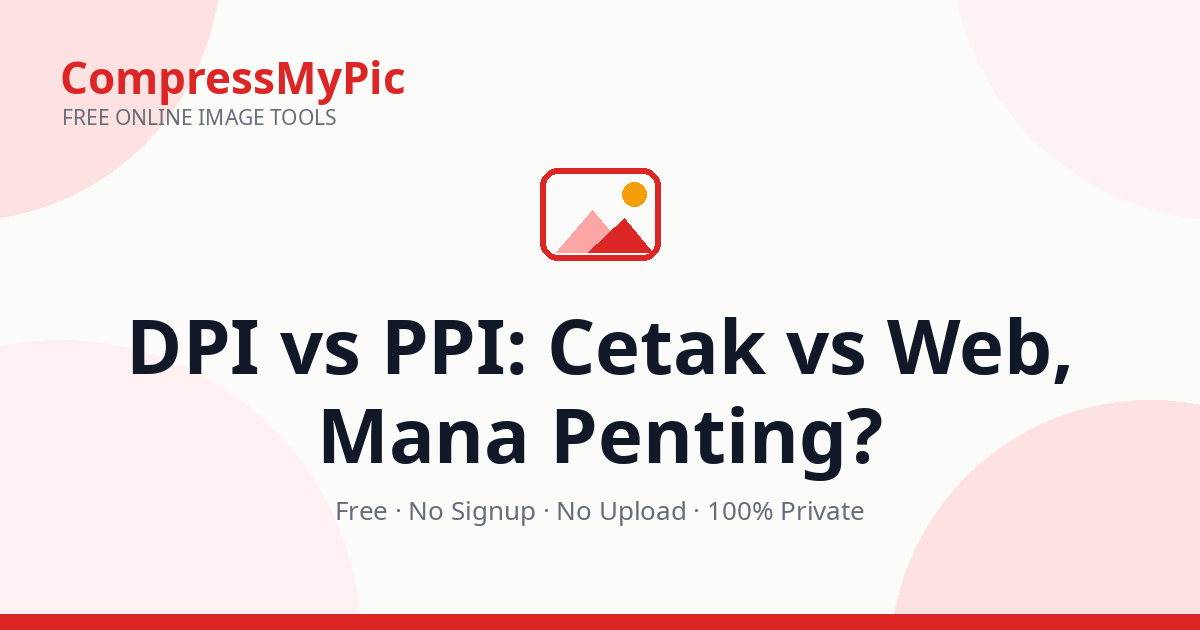 CompressMyPic
FREE ONLINE IMAGE TOOLS
DPI vs PPI: Cetak vs Web,
Mana Penting?
Free · No Signup · No Upload · 100% Private